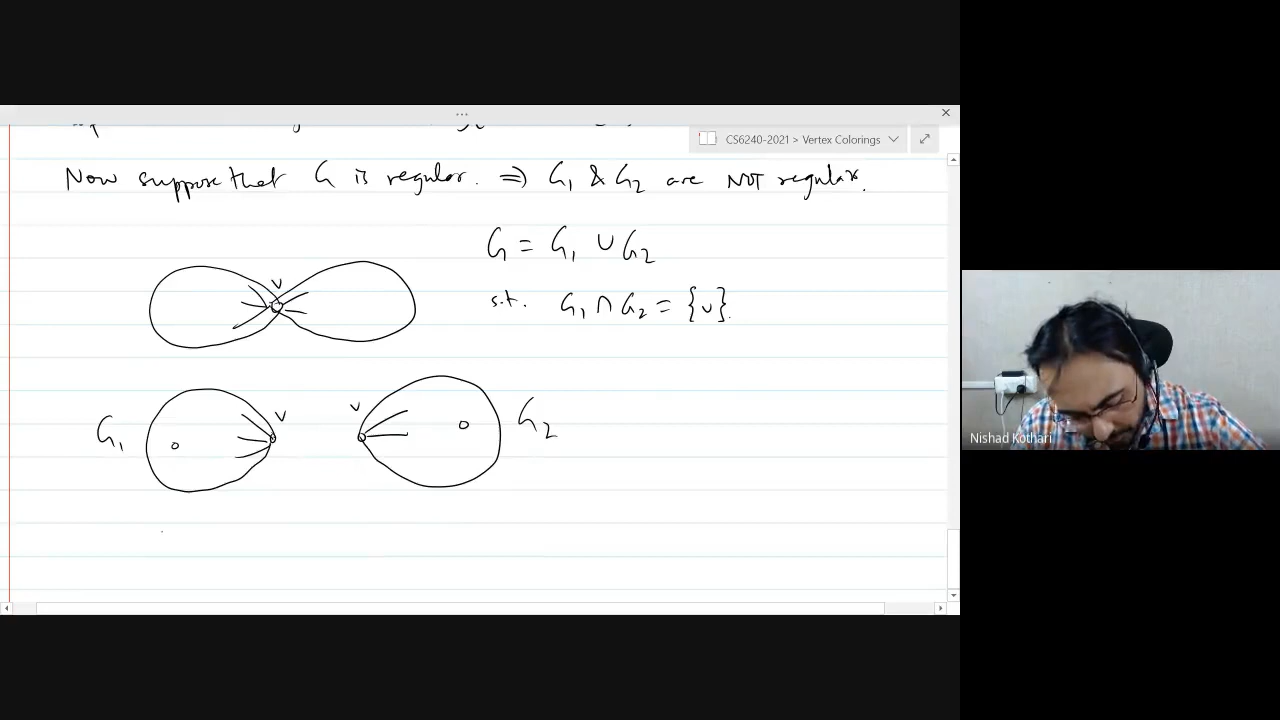 CS6240-2021 > Vertex Colorings
Now suppose that G is regular. ⇒ G₁ & G₂ are NOT regular.
G = G₁ ∪ G₂
s.t. G₁ ∩ G₂ = {v}.
v
G₁ v v G₂
Nishad Kothari